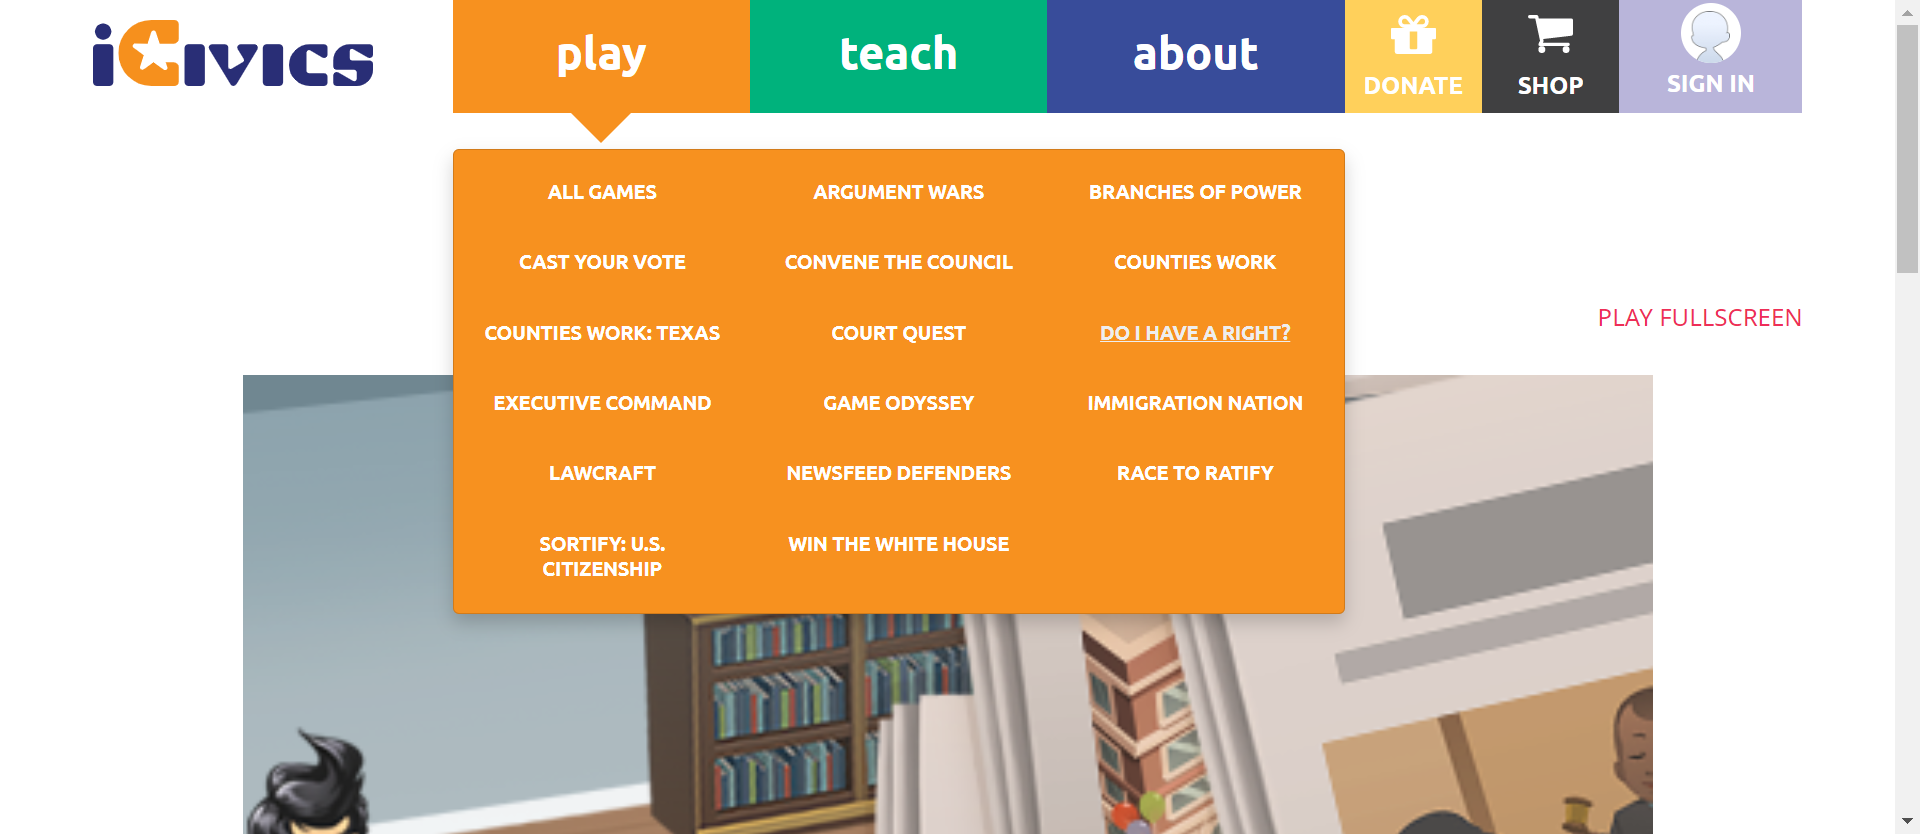 iCivics
play
teach
about
DONATE
SHOP
SIGN IN
ALL GAMES
ARGUMENT WARS
BRANCHES OF POWER
CAST YOUR VOTE
CONVENE THE COUNCIL
COUNTIES WORK
COUNTIES WORK: TEXAS
COURT QUEST
DO I HAVE A RIGHT?
EXECUTIVE COMMAND
GAME ODYSSEY
IMMIGRATION NATION
LAWCRAFT
NEWSFEED DEFENDERS
RACE TO RATIFY
SORTIFY: U.S.
CITIZENSHIP
WIN THE WHITE HOUSE
PLAY FULLSCREEN